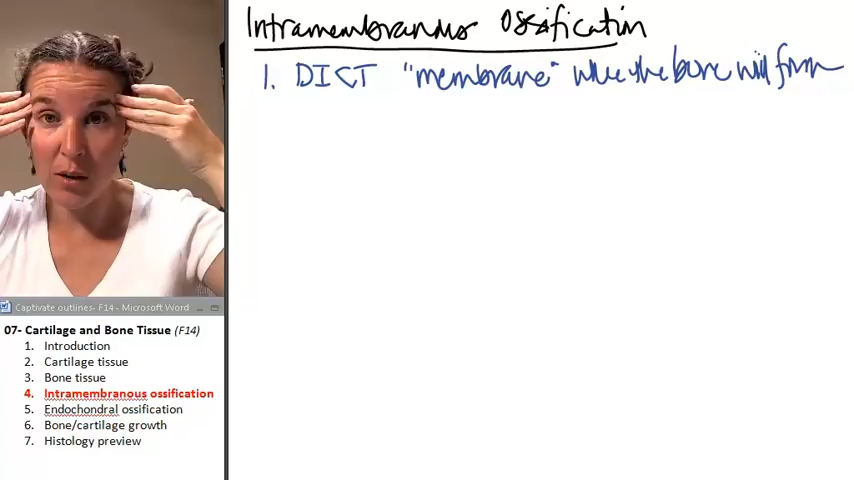 Intramembranous Ossification
1. DICT "membrane" where the bone will form
Captivate outlines- F14 - Microsoft Word
07- Cartilage and Bone Tissue (F14)
1. Introduction
2. Cartilage tissue
3. Bone tissue
4. Intramembranous ossification
5. Endochondral ossification
6. Bone/cartilage growth
7. Histology preview